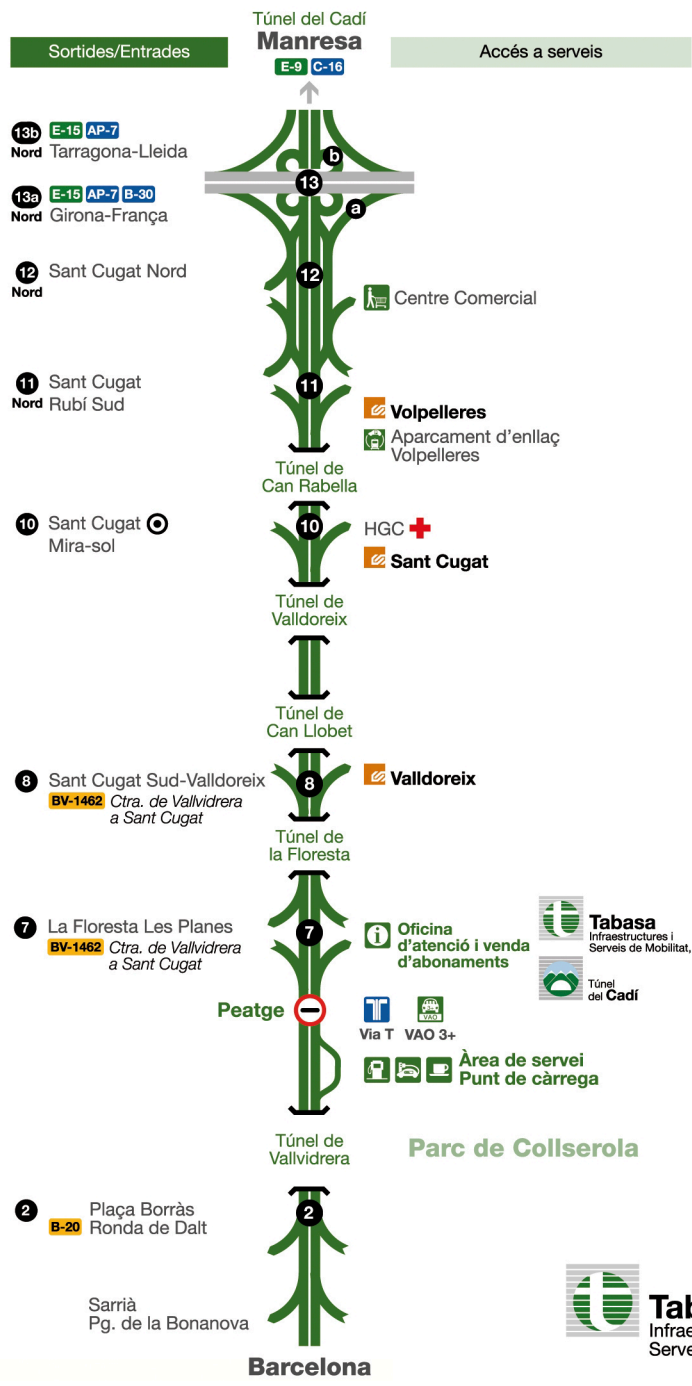 Túnel del Cadí
Manresa
E-9 C-16
Sortides/Entrades
Accés a serveis
13b E-15 AP-7
Nord Tarragona-Lleida
b
13
13a E-15 AP-7 B-30
Nord Girona-França
a
12 Sant Cugat Nord
Nord
12
Centre Comercial
11 Sant Cugat
Nord Rubí Sud
11
Volpelleres
Aparcament d'enllaç
Volpelleres
Túnel de
Can Rabella
10 Sant Cugat
Mira-sol
10
HGC
Sant Cugat
Túnel de
Valldoreix
Túnel de
Can Llobet
8 Sant Cugat Sud-Valldoreix
BV-1462 Ctra. de Vallvidrera
a Sant Cugat
8
Valldoreix
Túnel de
la Floresta
7 La Floresta Les Planes
BV-1462 Ctra. de Vallvidrera
a Sant Cugat
7
i
Oficina
d'atenció i venda
d'abonaments
t
Tabasa
Infraestructures i
Serveis de Mobilitat,
Túnel
del Cadí
Peatge
Via T
VAO
VAO 3+
Àrea de servei
Punt de càrrega
Túnel de
Vallvidrera
Parc de Collserola
2 Plaça Borràs
B-20 Ronda de Dalt
2
Sarrià
Pg. de la Bonanova
t
Tab
Infrae
Serve
Barcelona